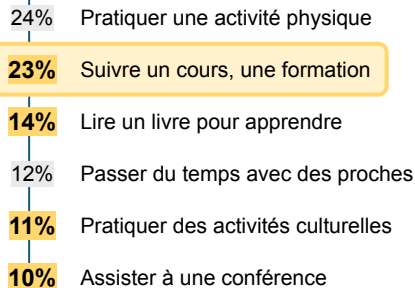 24% Pratiquer une activité physique
23% Suivre un cours, une formation
14% Lire un livre pour apprendre
12% Passer du temps avec des proches
11% Pratiquer des activités culturelles
10% Assister à une conférence